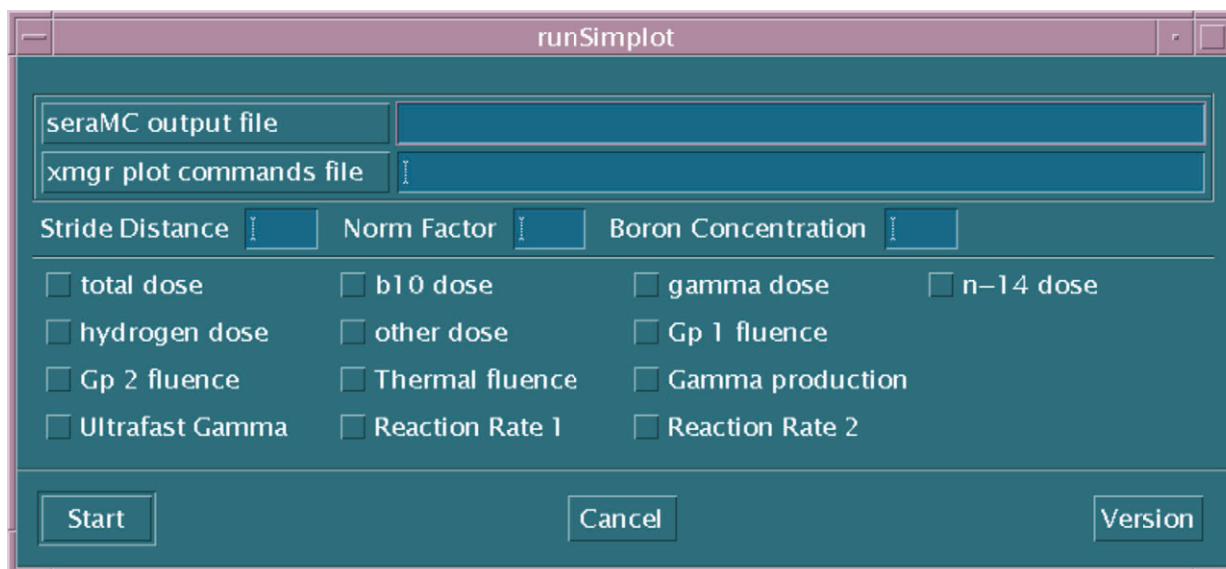 runSimplot
seraMC output file
xmgr plot commands file
Stride Distance Norm Factor Boron Concentration
total dose b10 dose gamma dose n−14 dose
hydrogen dose other dose Gp 1 fluence
Gp 2 fluence Thermal fluence Gamma production
Ultrafast Gamma Reaction Rate 1 Reaction Rate 2
Start Cancel Version